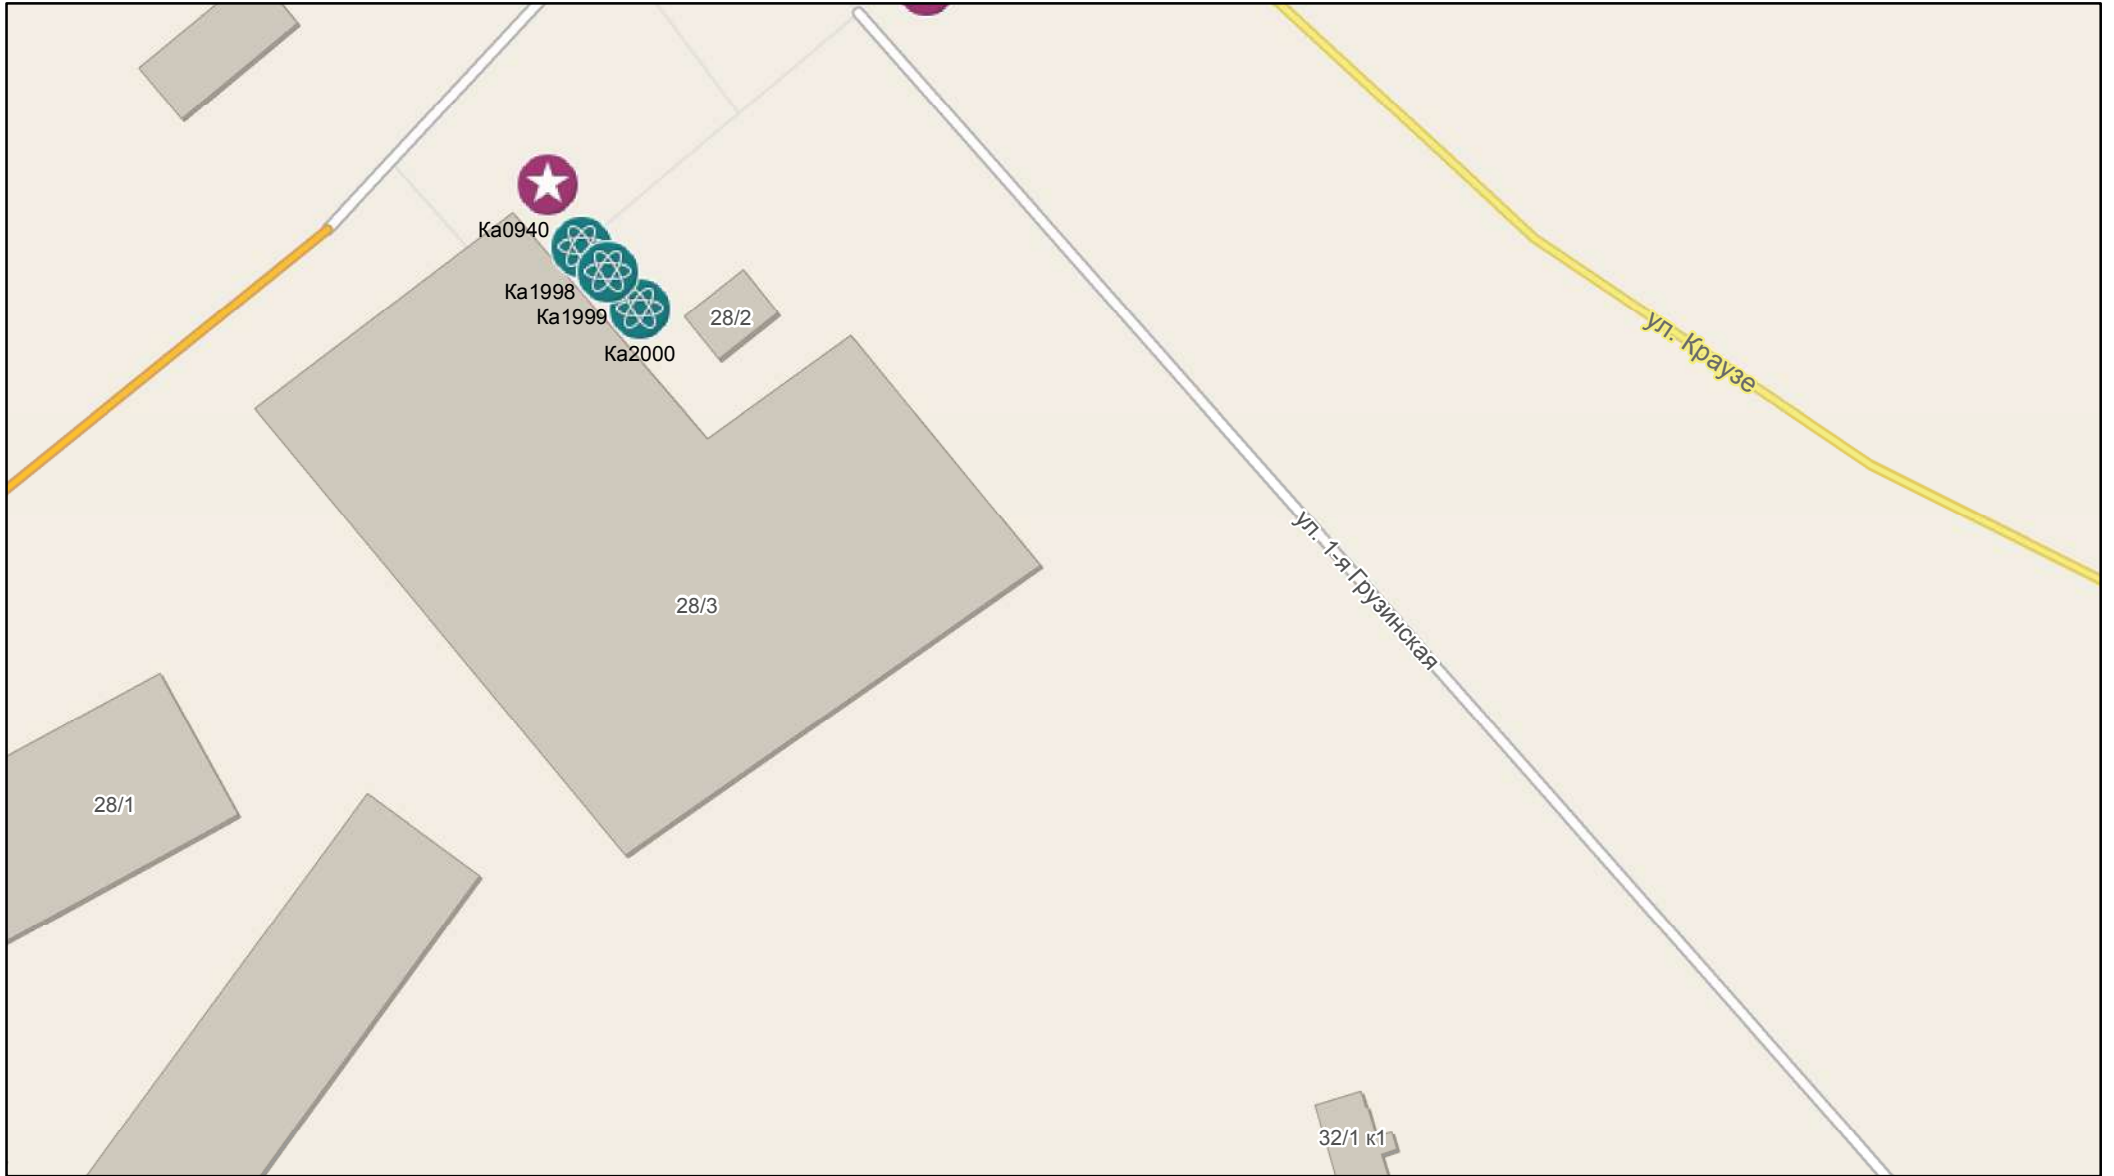 Ка0940
Ка1998
Ка1999
Ка2000
28/2
ул. Краузе
ул. 1-я Грузинская
28/3
28/1
32/1 к1